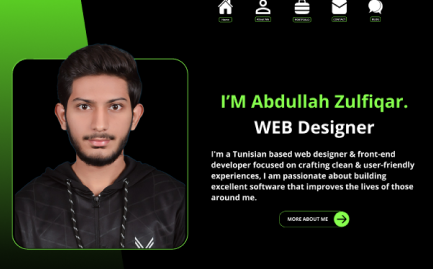 Home
About Me
Portfolio
Contact
I'M Abdullah Zulfiqar.
WEB Designer
I'm a Tunisian based web designer & front-end
developer focused on crafting clean & user-friendly
experiences, I am passionate about building
excellent software that improves the lives of those
around me.
MORE ABOUT ME